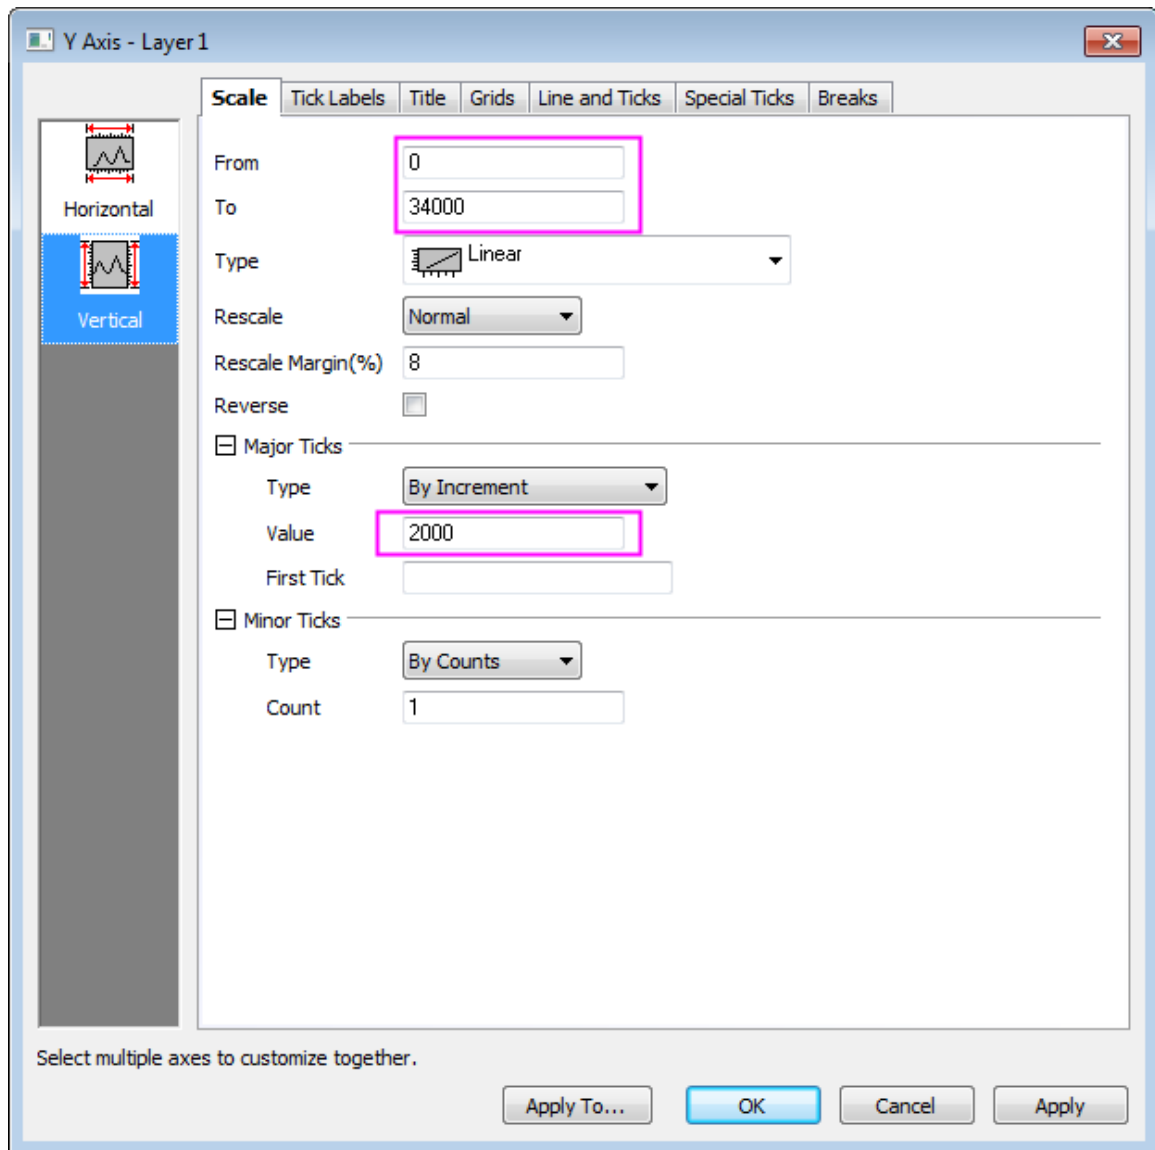 Y Axis - Layer 1
Scale Tick Labels Title Grids Line and Ticks Special Ticks Breaks
Horizontal
Vertical
From 0
To 34000
Type Linear
Rescale Normal
Rescale Margin(%) 8
Reverse
Major Ticks
Type By Increment
Value 2000
First Tick
Minor Ticks
Type By Counts
Count 1
Select multiple axes to customize together.
Apply To... OK Cancel Apply